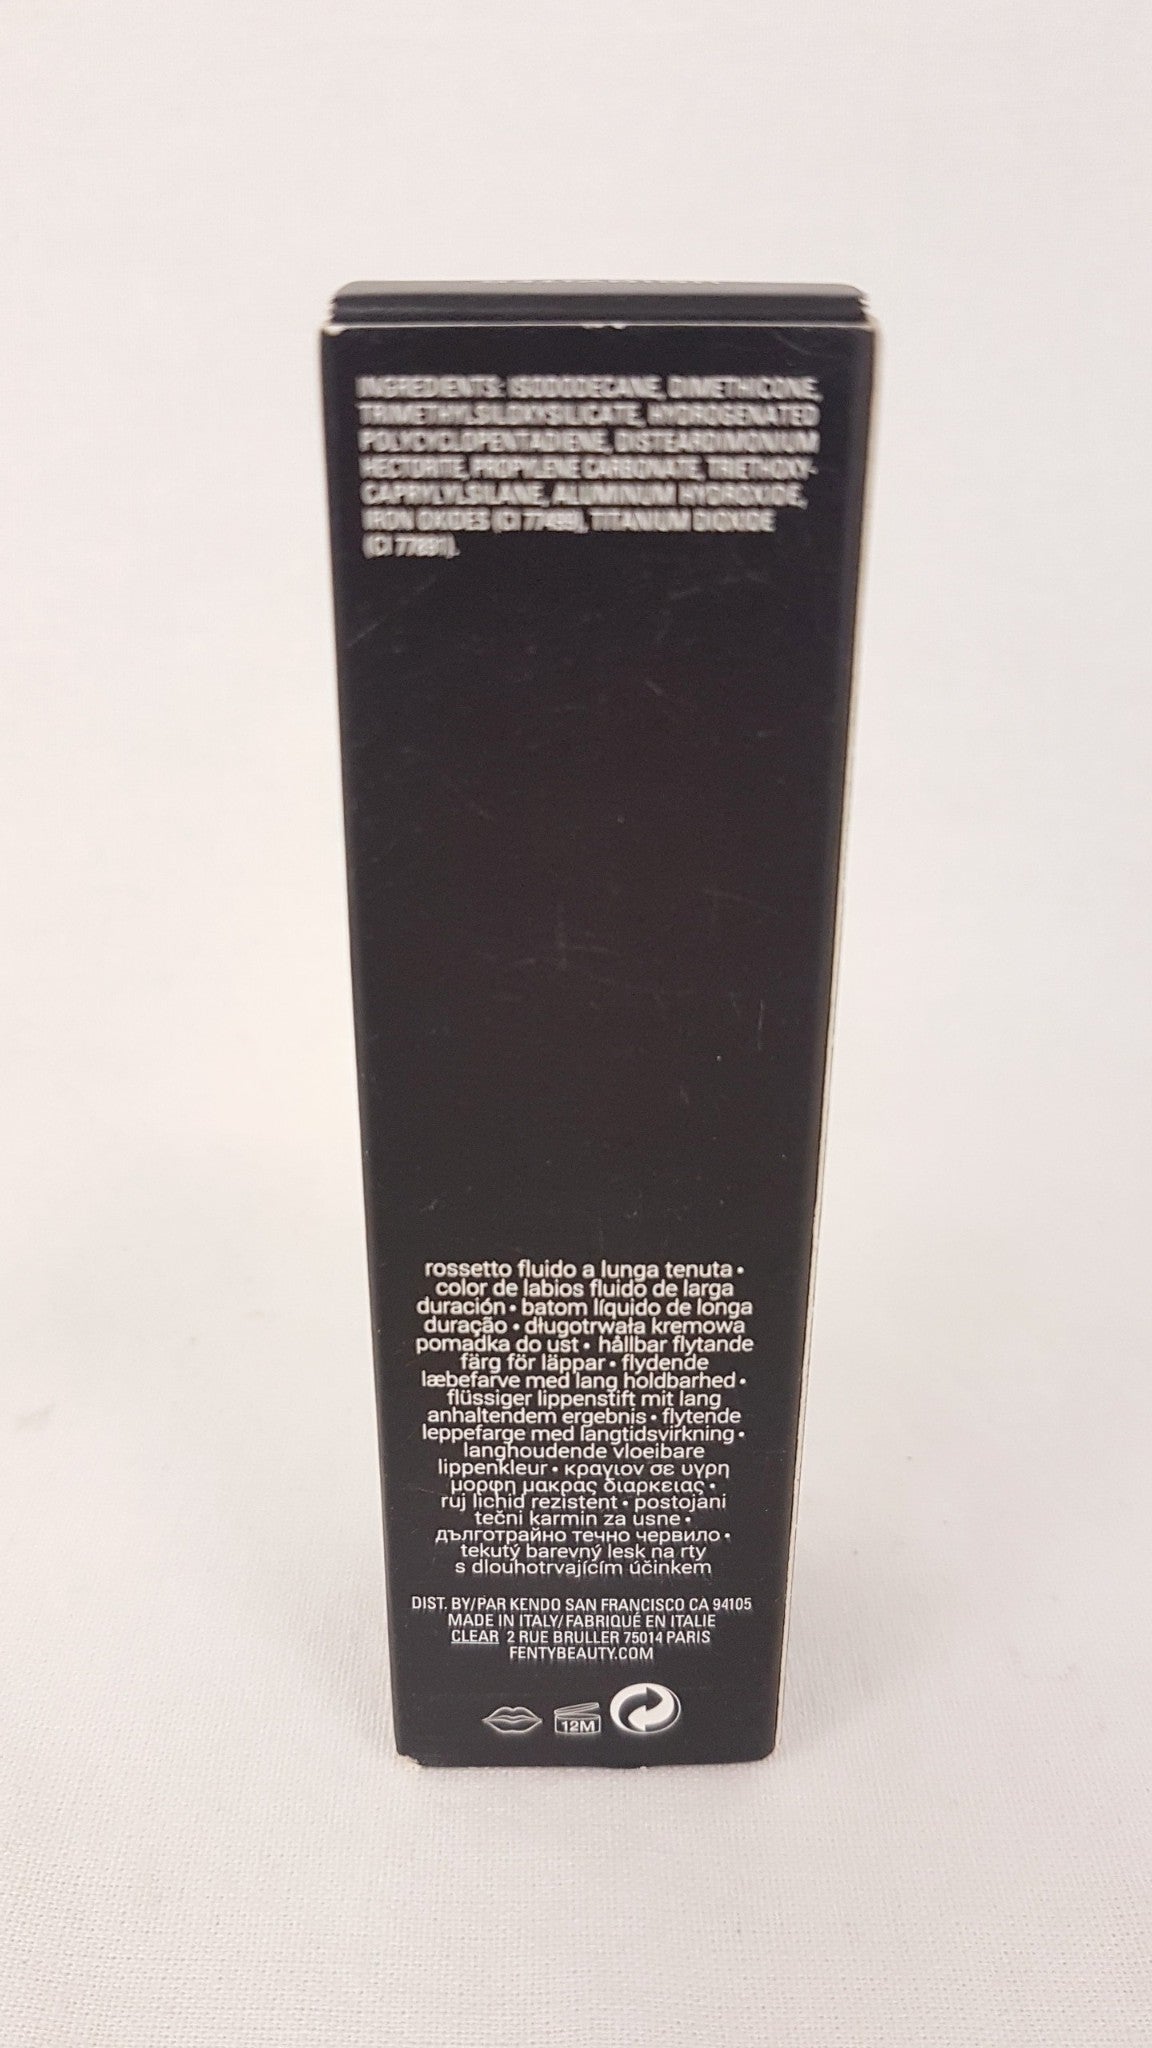 INGREDIENTS: ISODODECANE, DIMETHICONE,
TRIMETHYLSILOXYSILICATE, HYDROGENATED
POLYCYCLOPENTADIENE, DISTEARDIMONIUM
HECTORITE, PROPYLENE CARBONATE, TRIETHOXY-
CAPRYLYLSILANE, ALUMINUM HYDROXIDE,
IRON OXIDES (CI 77499), TITANIUM DIOXIDE
(CI 77891).
rossetto fluido a lunga tenuta •
color de labios fluido de larga
duración • batom líquido de longa
duração • długotrwała kremowa
pomadka do ust • hållbar flytande
färg för läppar • flydende
læbefarve med lang holdbarhed •
flüssiger lippenstift mit lang
anhaltendem ergebnis • flytende
leppefarge med langtidsvirkning •
langhoudende vloeibare
lippenkleur • κραγιον σε υγρη
μορφη μακρας διαρκειας •
ruj lichid rezistent • postojani
tečni karmin za usne •
дълготрайно течно червило •
tekutý barevný lesk na rty
s dlouhotrvajícím účinkem
DIST. BY/PAR KENDO SAN FRANCISCO CA 94105
MADE IN ITALY/FABRIQUÉ EN ITALIE
CLEAR 2 RUE BRULLER 75014 PARIS
FENTYBEAUTY.COM
12M